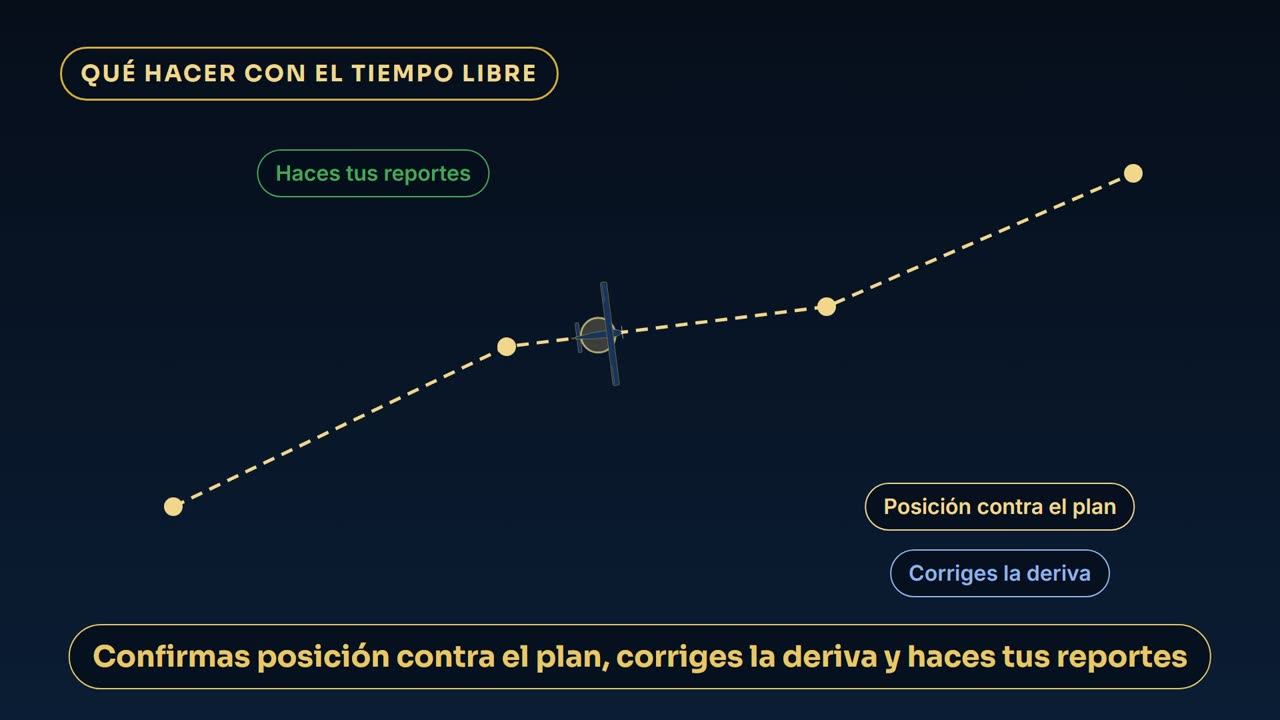 QUÉ HACER CON EL TIEMPO LIBRE
Haces tus reportes
Posición contra el plan
Corriges la deriva
Confirmas posición contra el plan, corriges la deriva y haces tus reportes